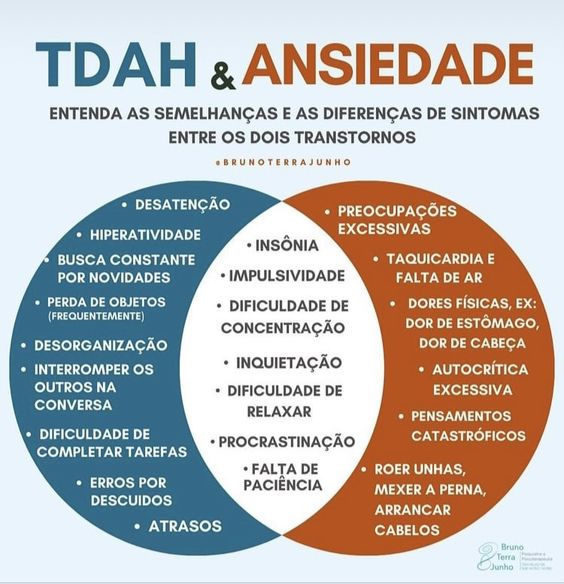 TDAH & ANSIEDADE
ENTENDA AS SEMELHANÇAS E AS DIFERENÇAS DE SINTOMAS
ENTRE OS DOIS TRANSTORNOS
@BRUNOTERRAJUNHO
• DESATENÇÃO
• HIPERATIVIDADE
• BUSCA CONSTANTE
POR NOVIDADES
• PERDA DE OBJETOS
(FREQUENTEMENTE)
• DESORGANIZAÇÃO
• INTERROMPER OS
OUTROS NA
CONVERSA
• DIFICULDADE DE
COMPLETAR TAREFAS
• ERROS POR
DESCUIDOS
• ATRASOS
• INSÔNIA
• IMPULSIVIDADE
• DIFICULDADE DE
CONCENTRAÇÃO
• INQUIETAÇÃO
• DIFICULDADE DE
RELAXAR
• PROCRASTINAÇÃO
• FALTA DE
PACIÊNCIA
• PREOCUPAÇÕES
EXCESSIVAS
• TAQUICARDIA E
FALTA DE AR
• DORES FÍSICAS, EX:
DOR DE ESTÔMAGO,
DOR DE CABEÇA
• AUTOCRÍTICA
EXCESSIVA
• PENSAMENTOS
CATASTRÓFICOS
• ROER UNHAS,
MEXER A PERNA,
ARRANCAR
CABELOS
Bruno
Terra
Junho
Psiquiatra e
Psicoterapeuta